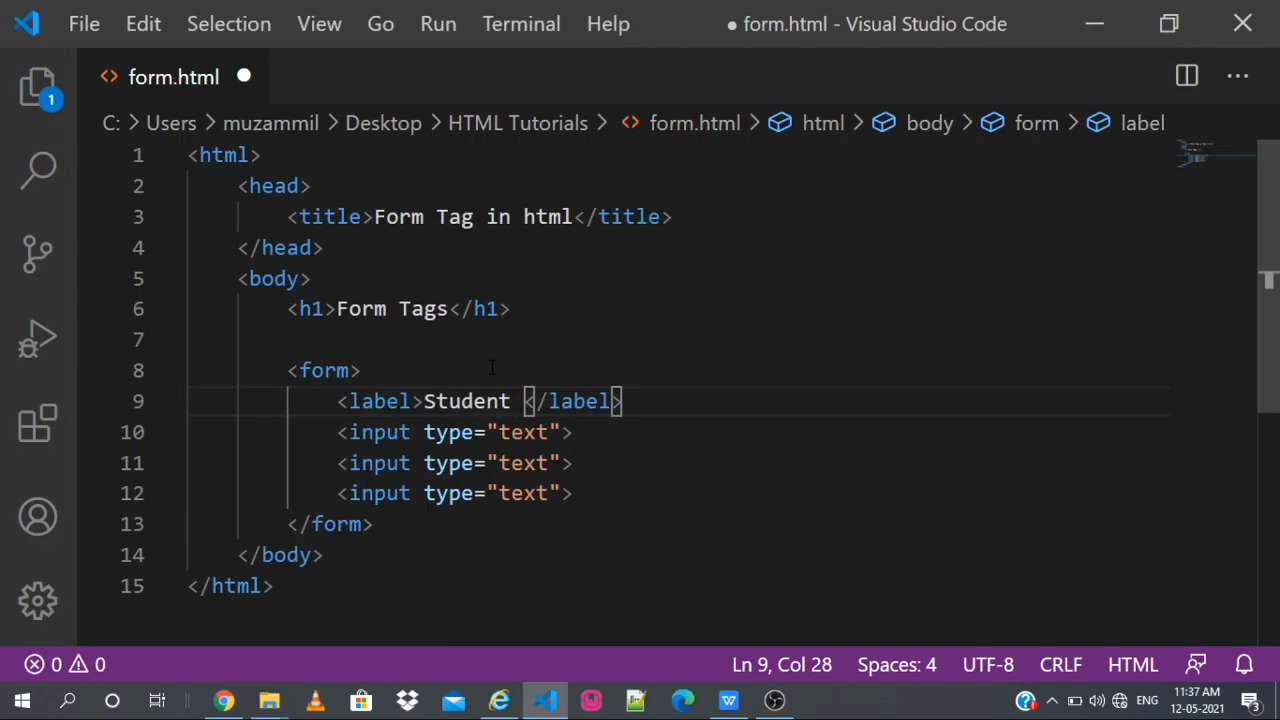 File Edit Selection View Go Run Terminal Help ● form.html - Visual Studio Code
form.html
1
C: > Users > muzammil > Desktop > HTML Tutorials > form.html > html > body > form > label
1 <html>
2 <head>
3 <title>Form Tag in html</title>
4 </head>
5 <body>
6 <h1>Form Tags</h1>
7
8 <form>
9 <label>Student </label>
10 <input type="text">
11 <input type="text">
12 <input type="text">
13 </form>
14 </body>
15 </html>
0 0 Ln 9, Col 28 Spaces: 4 UTF-8 CRLF HTML
ENG 11:37 AM
12-05-2021 3